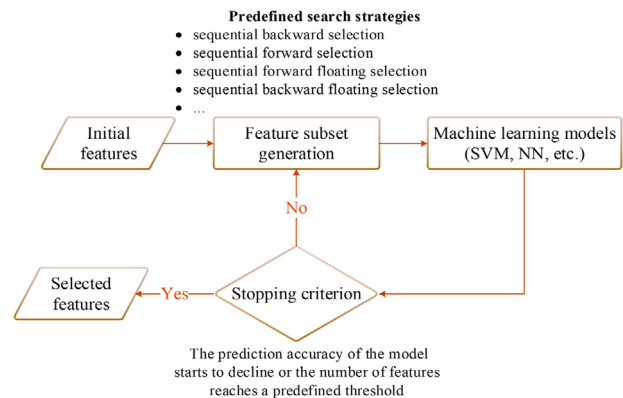 Predefined search strategies
• sequential backward selection
• sequential forward selection
• sequential forward floating selection
• sequential backward floating selection
• ...
Initial
features
Feature subset
generation
Machine learning models
(SVM, NN, etc.)
No
Selected
features
Yes
Stopping criterion
The prediction accuracy of the model
starts to decline or the number of features
reaches a predefined threshold